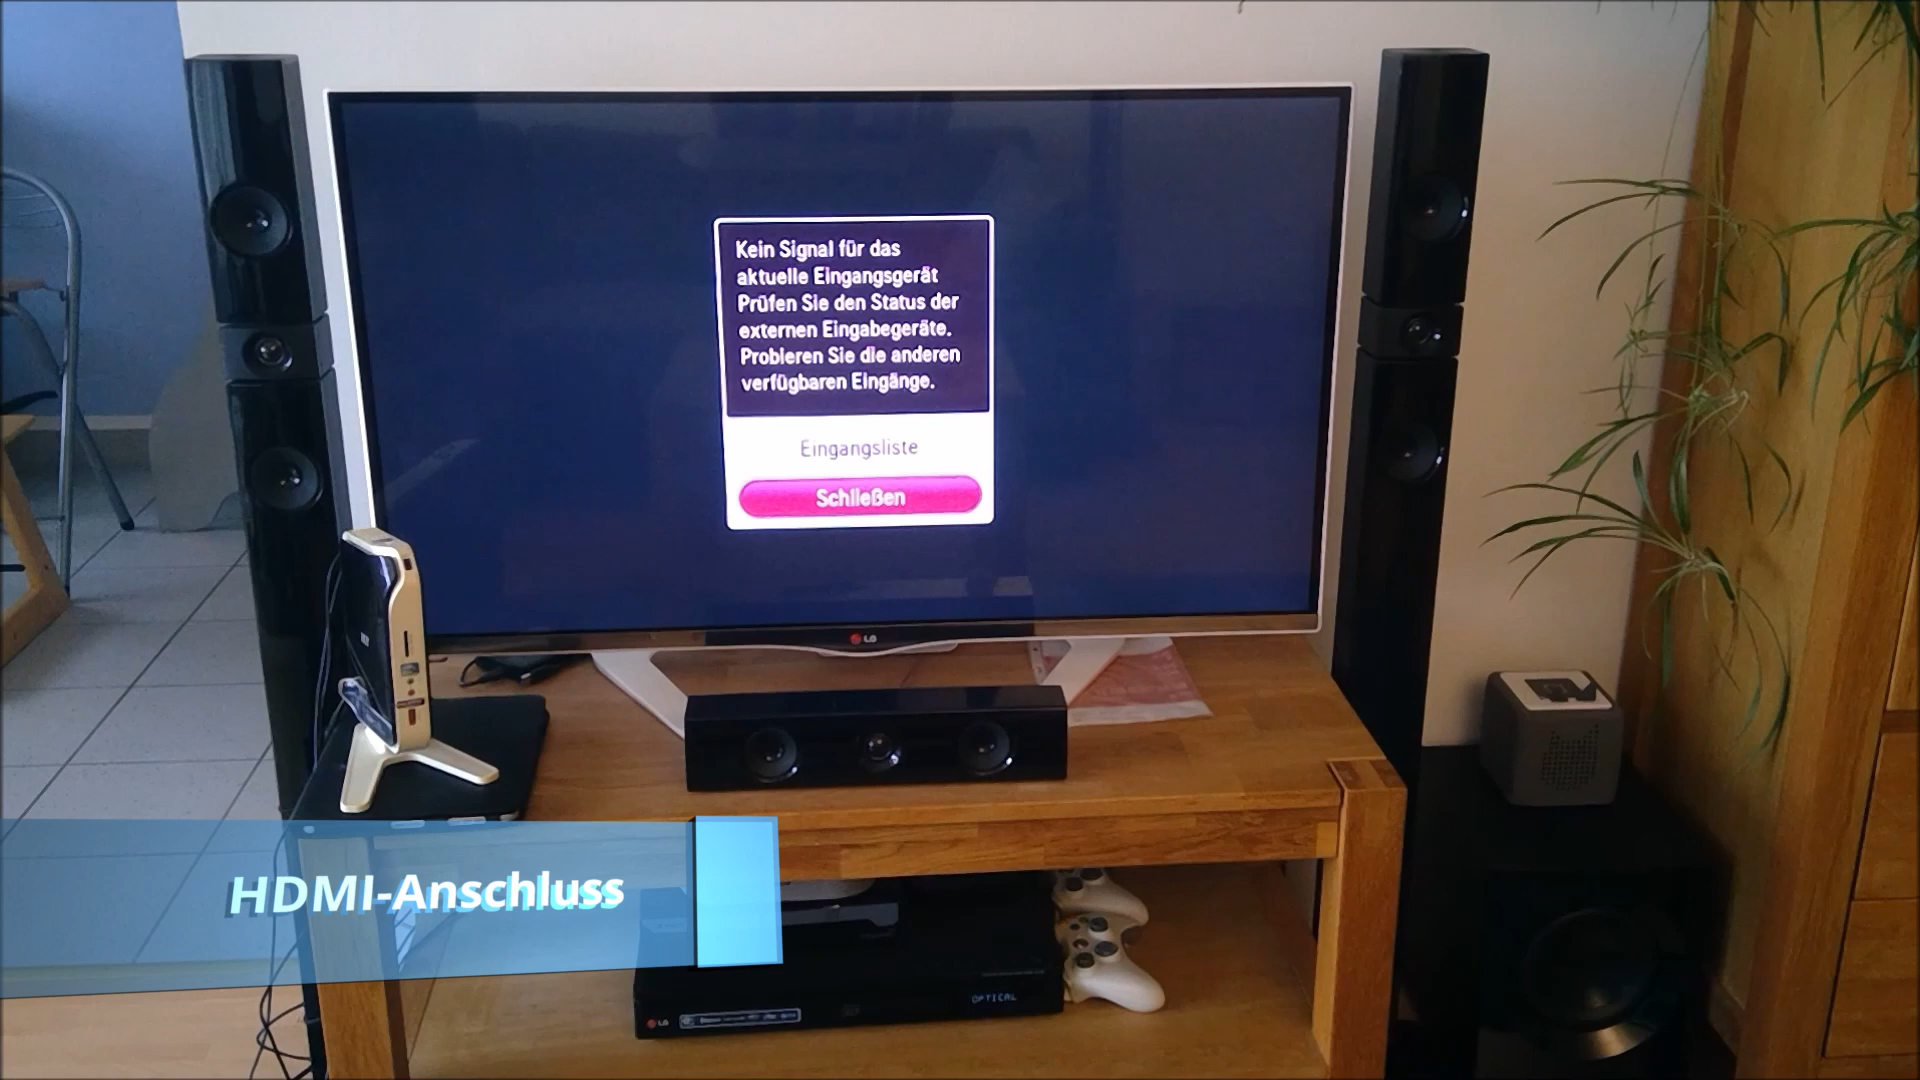 Kein Signal für das
aktuelle Eingangsgerät
Prüfen Sie den Status der
externen Eingabegeräte.
Probieren Sie die anderen
verfügbaren Eingänge.
Eingangsliste
Schließen
LG
HDMI-Anschluss
OPTICAL
LG